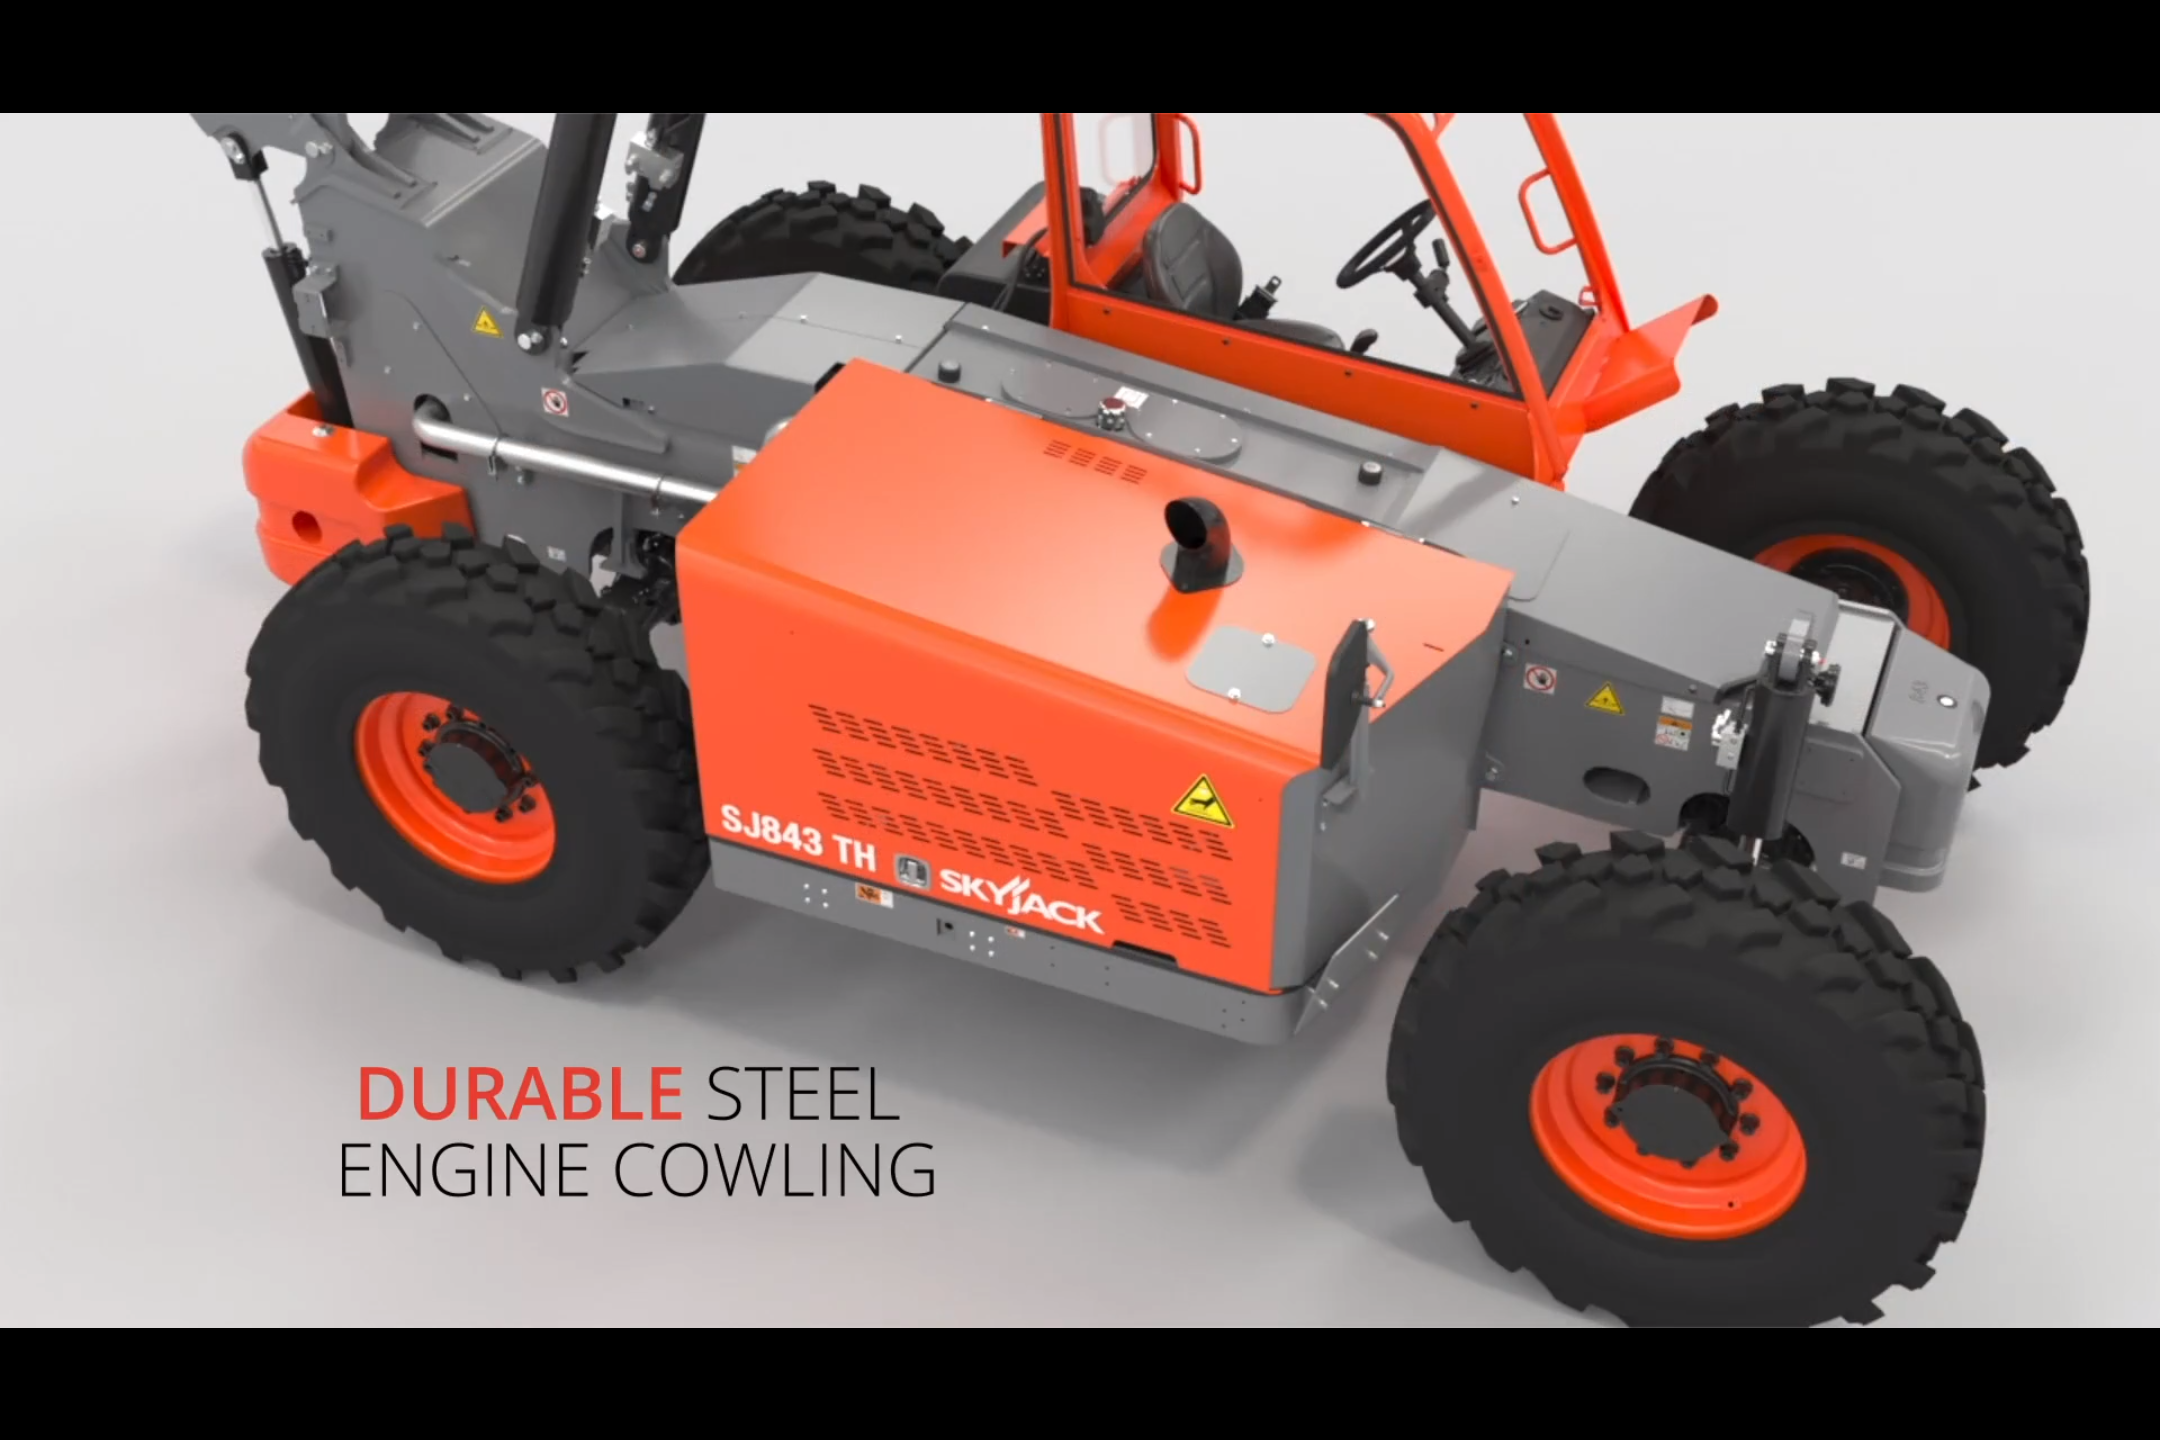 SJ843 TH
SKYJACK
DURABLE STEEL
ENGINE COWLING